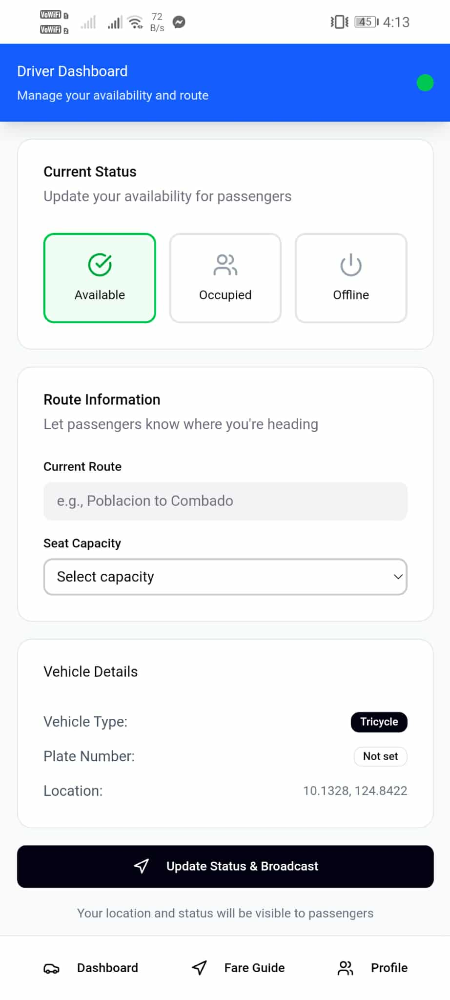 VoWiFi 1
VoWiFi 2
72
B/s
45
4:13
Driver Dashboard
Manage your availability and route
Current Status
Update your availability for passengers
Available
Occupied
Offline
Route Information
Let passengers know where you're heading
Current Route
e.g., Poblacion to Combado
Seat Capacity
Select capacity
Vehicle Details
Vehicle Type: Tricycle
Plate Number: Not set
Location: 10.1328, 124.8422
Update Status & Broadcast
Your location and status will be visible to passengers
Dashboard
Fare Guide
Profile